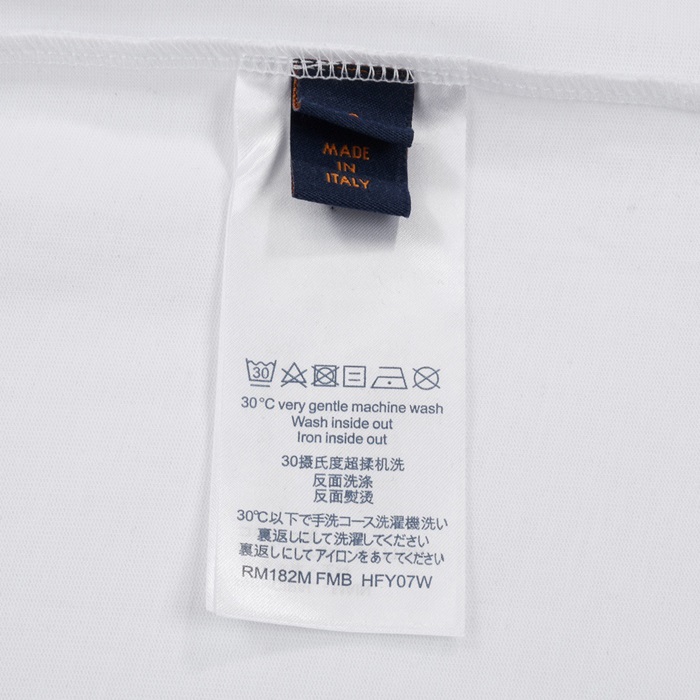 MADE
IN
ITALY
30
30°C very gentle machine wash
Wash inside out
Iron inside out
30摄氏度超揉机洗
反面洗涤
反面熨烫
30℃以下で手洗コース洗濯機洗い
裏返しにして洗濯してください
裏返しにしてアイロンをあててください
RM182M FMB HFY07W